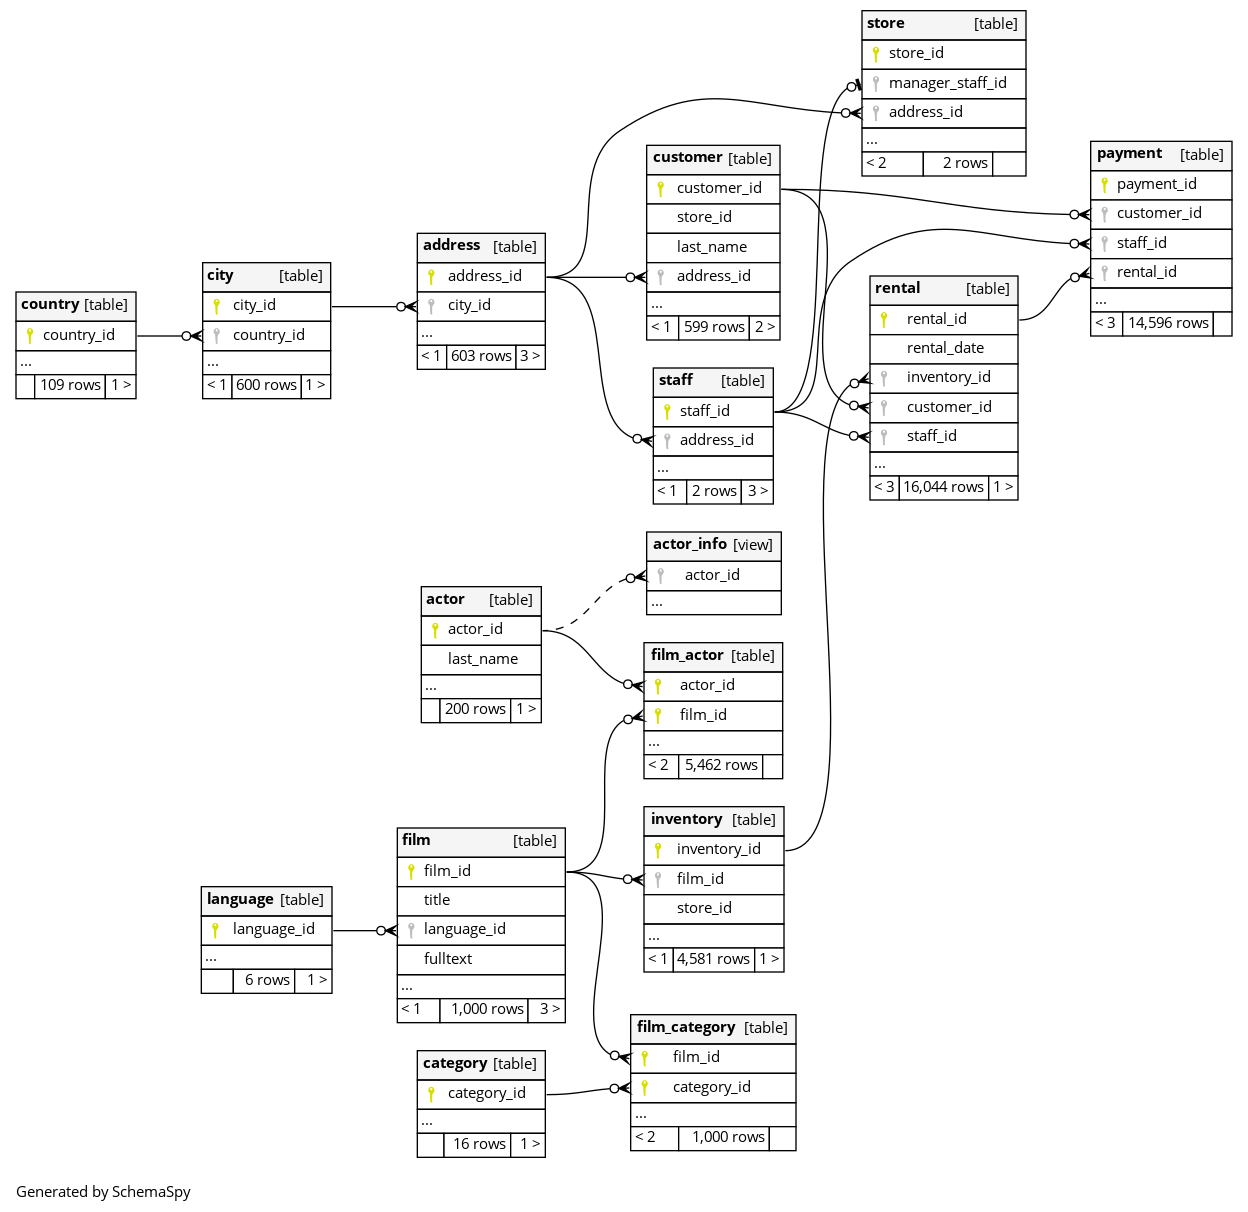 store [table]
store_id
manager_staff_id
address_id
...
< 2 2 rows
payment [table]
payment_id
customer_id
staff_id
rental_id
...
< 3 14,596 rows
customer [table]
customer_id
store_id
last_name
address_id
...
< 1 599 rows 2 >
address [table]
address_id
city_id
...
< 1 603 rows 3 >
city [table]
city_id
country_id
...
< 1 600 rows 1 >
country [table]
country_id
...
109 rows 1 >
rental [table]
rental_id
rental_date
inventory_id
customer_id
staff_id
...
< 3 16,044 rows 1 >
staff [table]
staff_id
address_id
...
< 1 2 rows 3 >
actor_info [view]
actor_id
...
actor [table]
actor_id
last_name
...
200 rows 1 >
film_actor [table]
actor_id
film_id
...
< 2 5,462 rows
inventory [table]
inventory_id
film_id
store_id
...
< 1 4,581 rows 1 >
film [table]
film_id
title
language_id
fulltext
...
< 1 1,000 rows 3 >
language [table]
language_id
...
6 rows 1 >
film_category [table]
film_id
category_id
...
< 2 1,000 rows
category [table]
category_id
...
16 rows 1 >
Generated by SchemaSpy